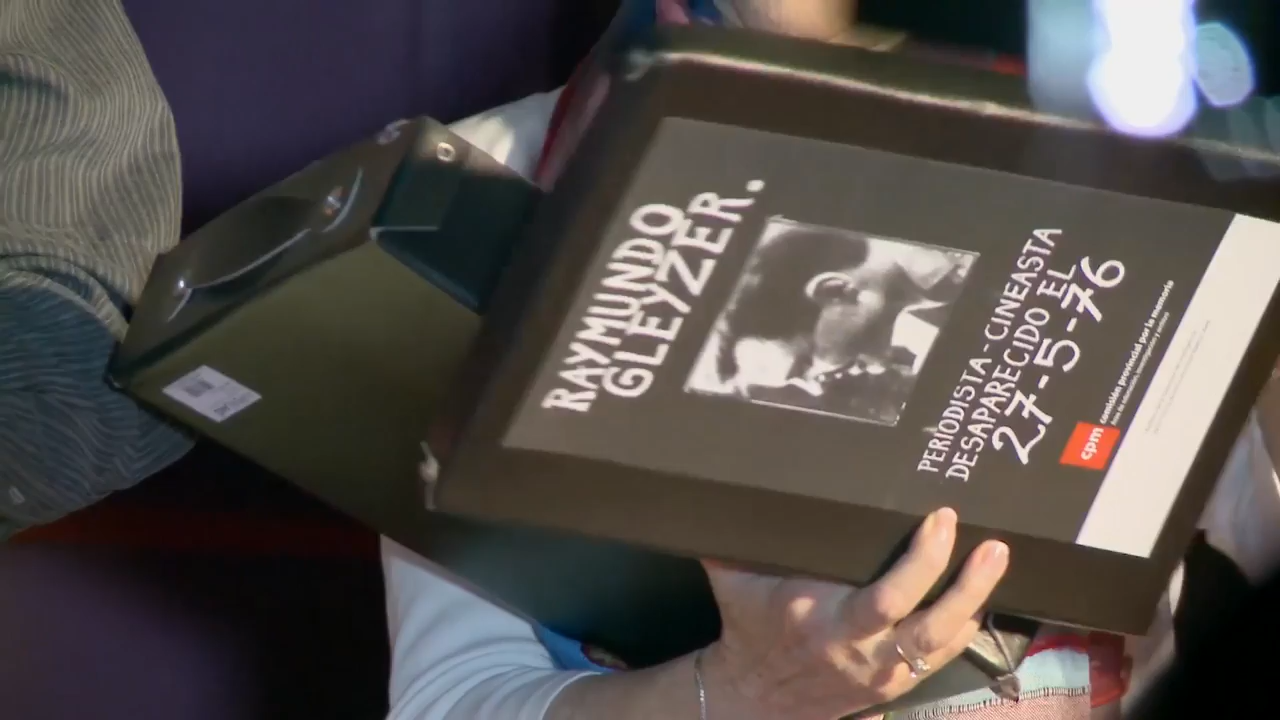 RAYMUNDO
GLEYZER.
PERIODISTA-CINEASTA
DESAPARECIDO EL
27-5-76
cpm
comisión provincial por la memoria